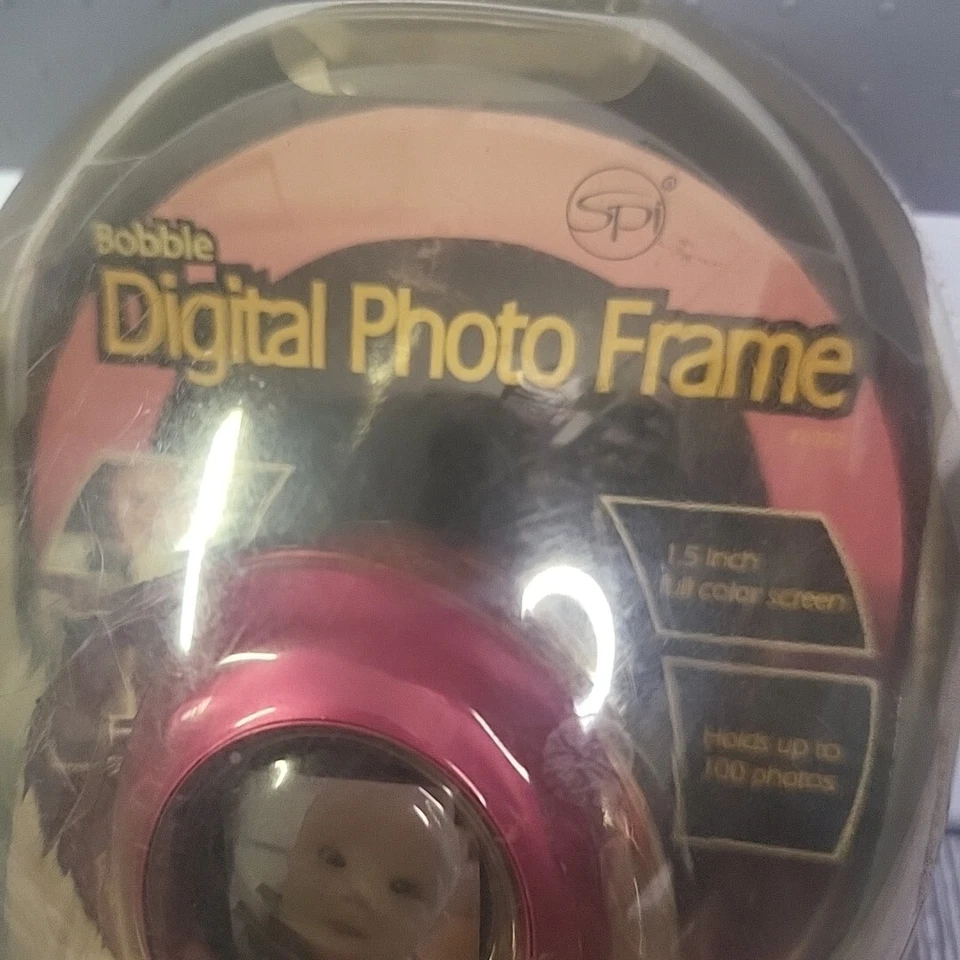 Spi®
Bobble
Digital Photo Frame
1.5 inch
full color screen
Holds up to
100 photos